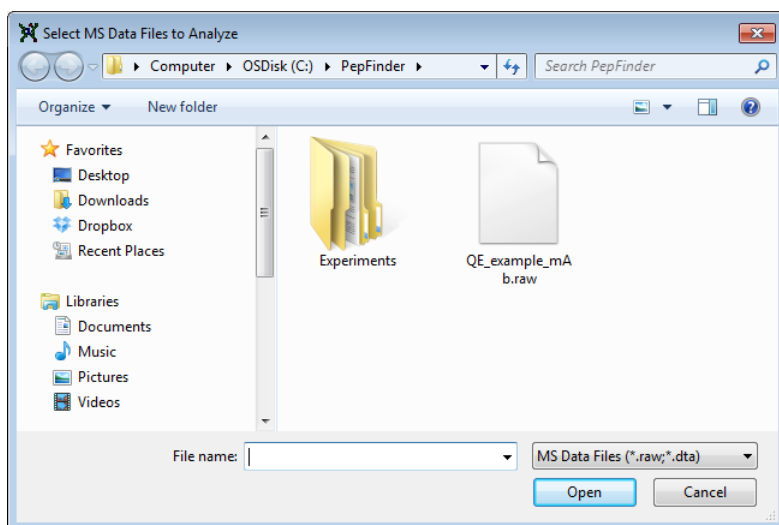 Select MS Data Files to Analyze
Computer OSDisk (C:) PepFinder
Search PepFinder
Organize New folder
Favorites
Desktop
Downloads
Dropbox
Recent Places
Libraries
Documents
Music
Pictures
Videos
Experiments
QE_example_mA
b.raw
File name:
MS Data Files (*.raw;*.dta)
Open Cancel